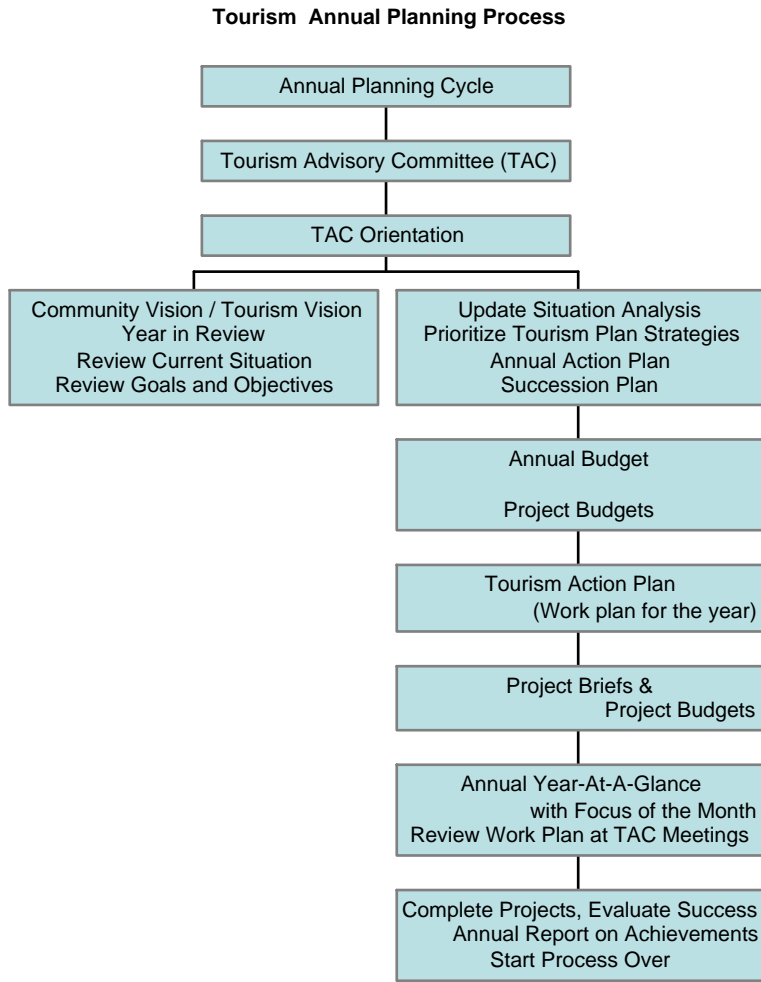 Tourism  Annual Planning Process
Annual Planning Cycle
Tourism Advisory Committee (TAC)
TAC Orientation
Community Vision / Tourism Vision
Year in Review
Review Current Situation
Review Goals and Objectives
Update Situation Analysis
Prioritize Tourism Plan Strategies
Annual Action Plan
Succession Plan
Annual Budget
Project Budgets
Tourism Action Plan
(Work plan for the year)
Project Briefs &
Project Budgets
Annual Year-At-A-Glance
with Focus of the Month
Review Work Plan at TAC Meetings
Complete Projects, Evaluate Success
Annual Report on Achievements
Start Process Over